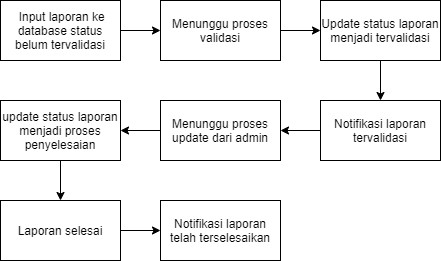 Input laporan ke
database status
belum tervalidasi
Menunggu proses
validasi
Update status laporan
menjadi tervalidasi
Notifikasi laporan
tervalidasi
Menunggu proses
update dari admin
update status laporan
menjadi proses
penyelesaian
Laporan selesai
Notifikasi laporan
telah terselesaikan